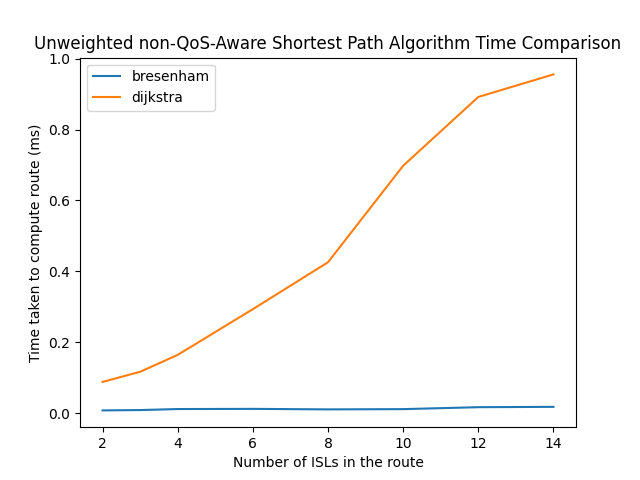 Unweighted non-QoS-Aware Shortest Path Algorithm Time Comparison
bresenham
dijkstra
Time taken to compute route (ms)
1.0
0.8
0.6
0.4
0.2
0.0
2 4 6 8 10 12 14
Number of ISLs in the route